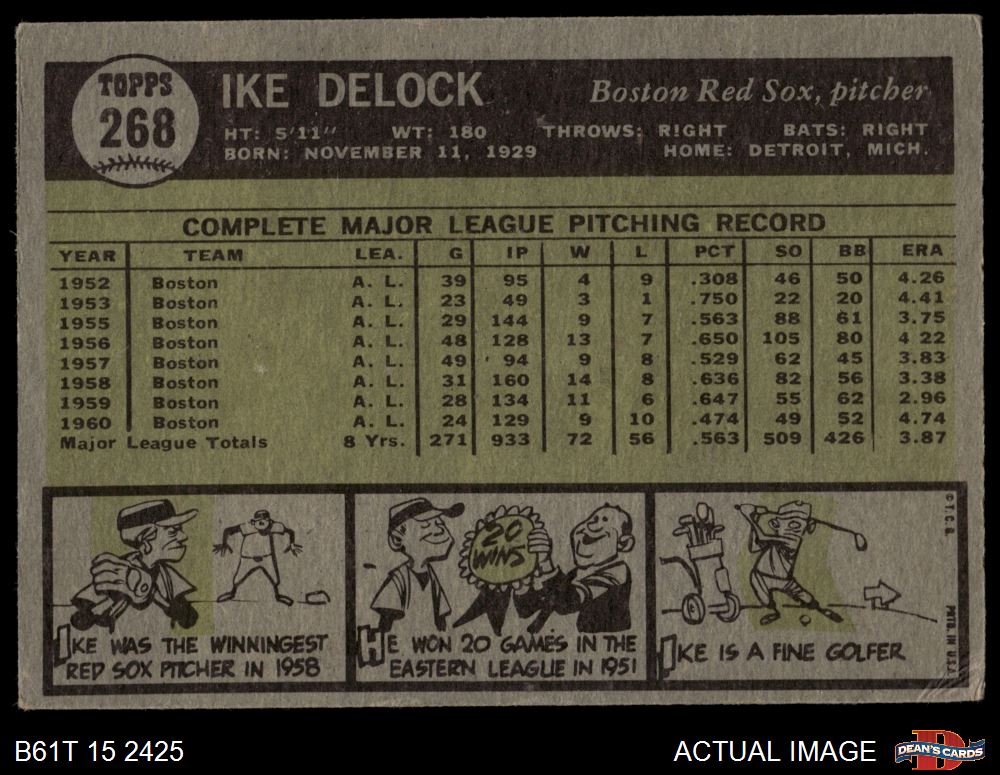 TOPPS
268
IKE DELOCK
Boston Red Sox, pitcher
HT: 5'11" WT: 180 THROWS: RIGHT BATS: RIGHT
BORN: NOVEMBER 11, 1929 HOME: DETROIT, MICH.
COMPLETE MAJOR LEAGUE PITCHING RECORD
YEAR TEAM LEA. G IP W L PCT SO BB ERA
1952 Boston A. L. 39 95 4 9 .308 46 50 4.26
1953 Boston A. L. 23 49 3 1 .750 22 20 4.41
1955 Boston A. L. 29 144 9 7 .563 88 61 3.75
1956 Boston A. L. 48 128 13 7 .650 105 80 4 22
1957 Boston A. L. 49 94 9 8 .529 62 45 3.83
1958 Boston A. L. 31 160 14 8 .636 82 56 3.38
1959 Boston A. L. 28 134 11 6 .647 55 62 2.96
1960 Boston A. L. 24 129 9 10 .474 49 52 4.74
Major League Totals 8 Yrs. 271 933 72 56 .563 509 426 3.87
IKE WAS THE WINNINGEST
RED SOX PITCHER IN 1958
20
WINS
HE WON 20 GAMES IN THE
EASTERN LEAGUE IN 1951
IKE IS A FINE GOLFER
© T. C. G.
PRTD. IN U.S.A.
B61T 15 2425
ACTUAL IMAGE
DEAN'S CARDS